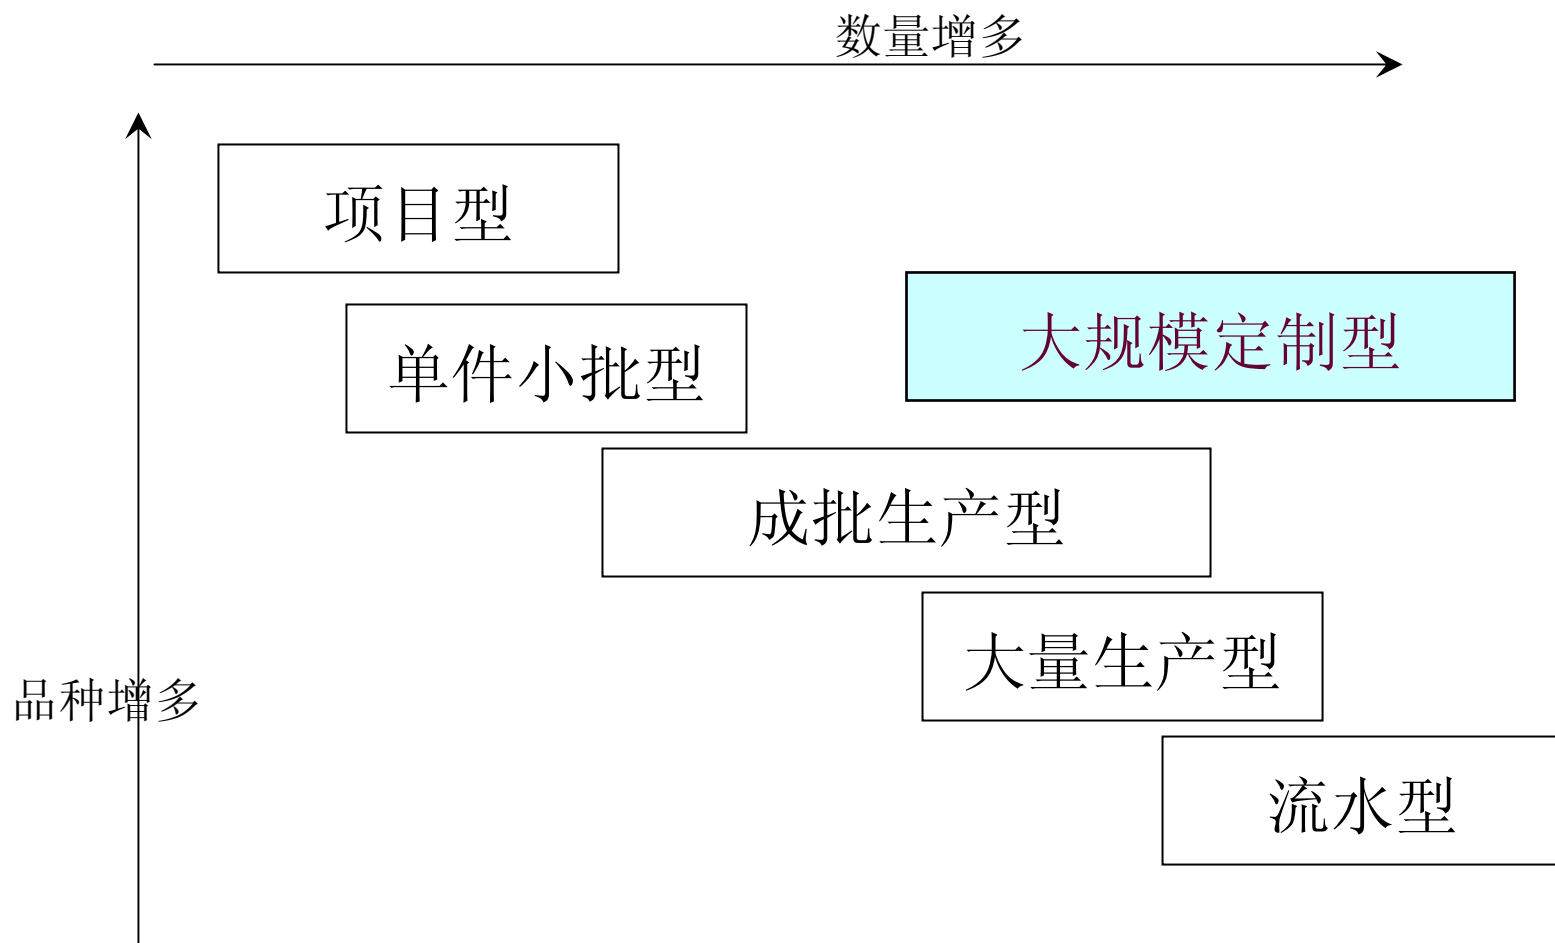 数量增多
项目型
大规模定制型
单件小批型
成批生产型
大量生产型
品种增多
流水型